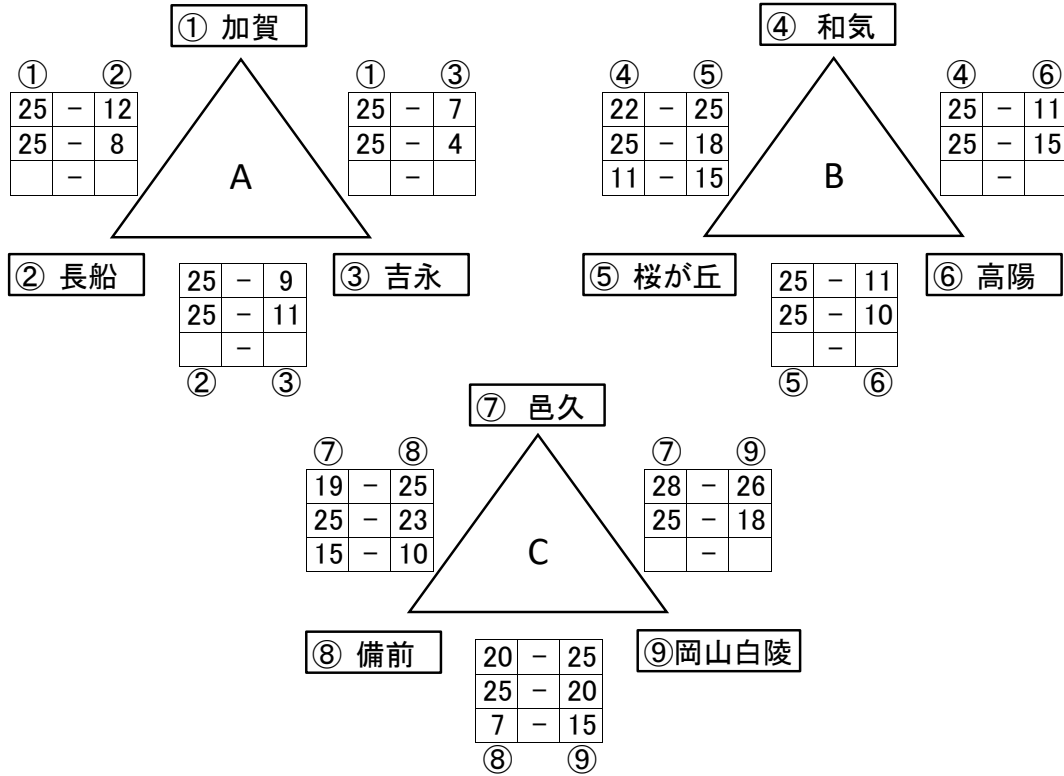 ① 加賀
④ 和気
① ②
25 - 12
25 - 8
-
① ③
25 - 7
25 - 4
-
A
④ ⑤
22 - 25
25 - 18
11 - 15
④ ⑥
25 - 11
25 - 15
-
B
② 長船
③ 吉永
25 - 9
25 - 11
-
② ③
⑤ 桜が丘
⑥ 高陽
25 - 11
25 - 10
-
⑤ ⑥
⑦ 邑久
⑦ ⑧
19 - 25
25 - 23
15 - 10
⑦ ⑨
28 - 26
25 - 18
-
C
⑧ 備前
⑨岡山白陵
20 - 25
25 - 20
7 - 15
⑧ ⑨